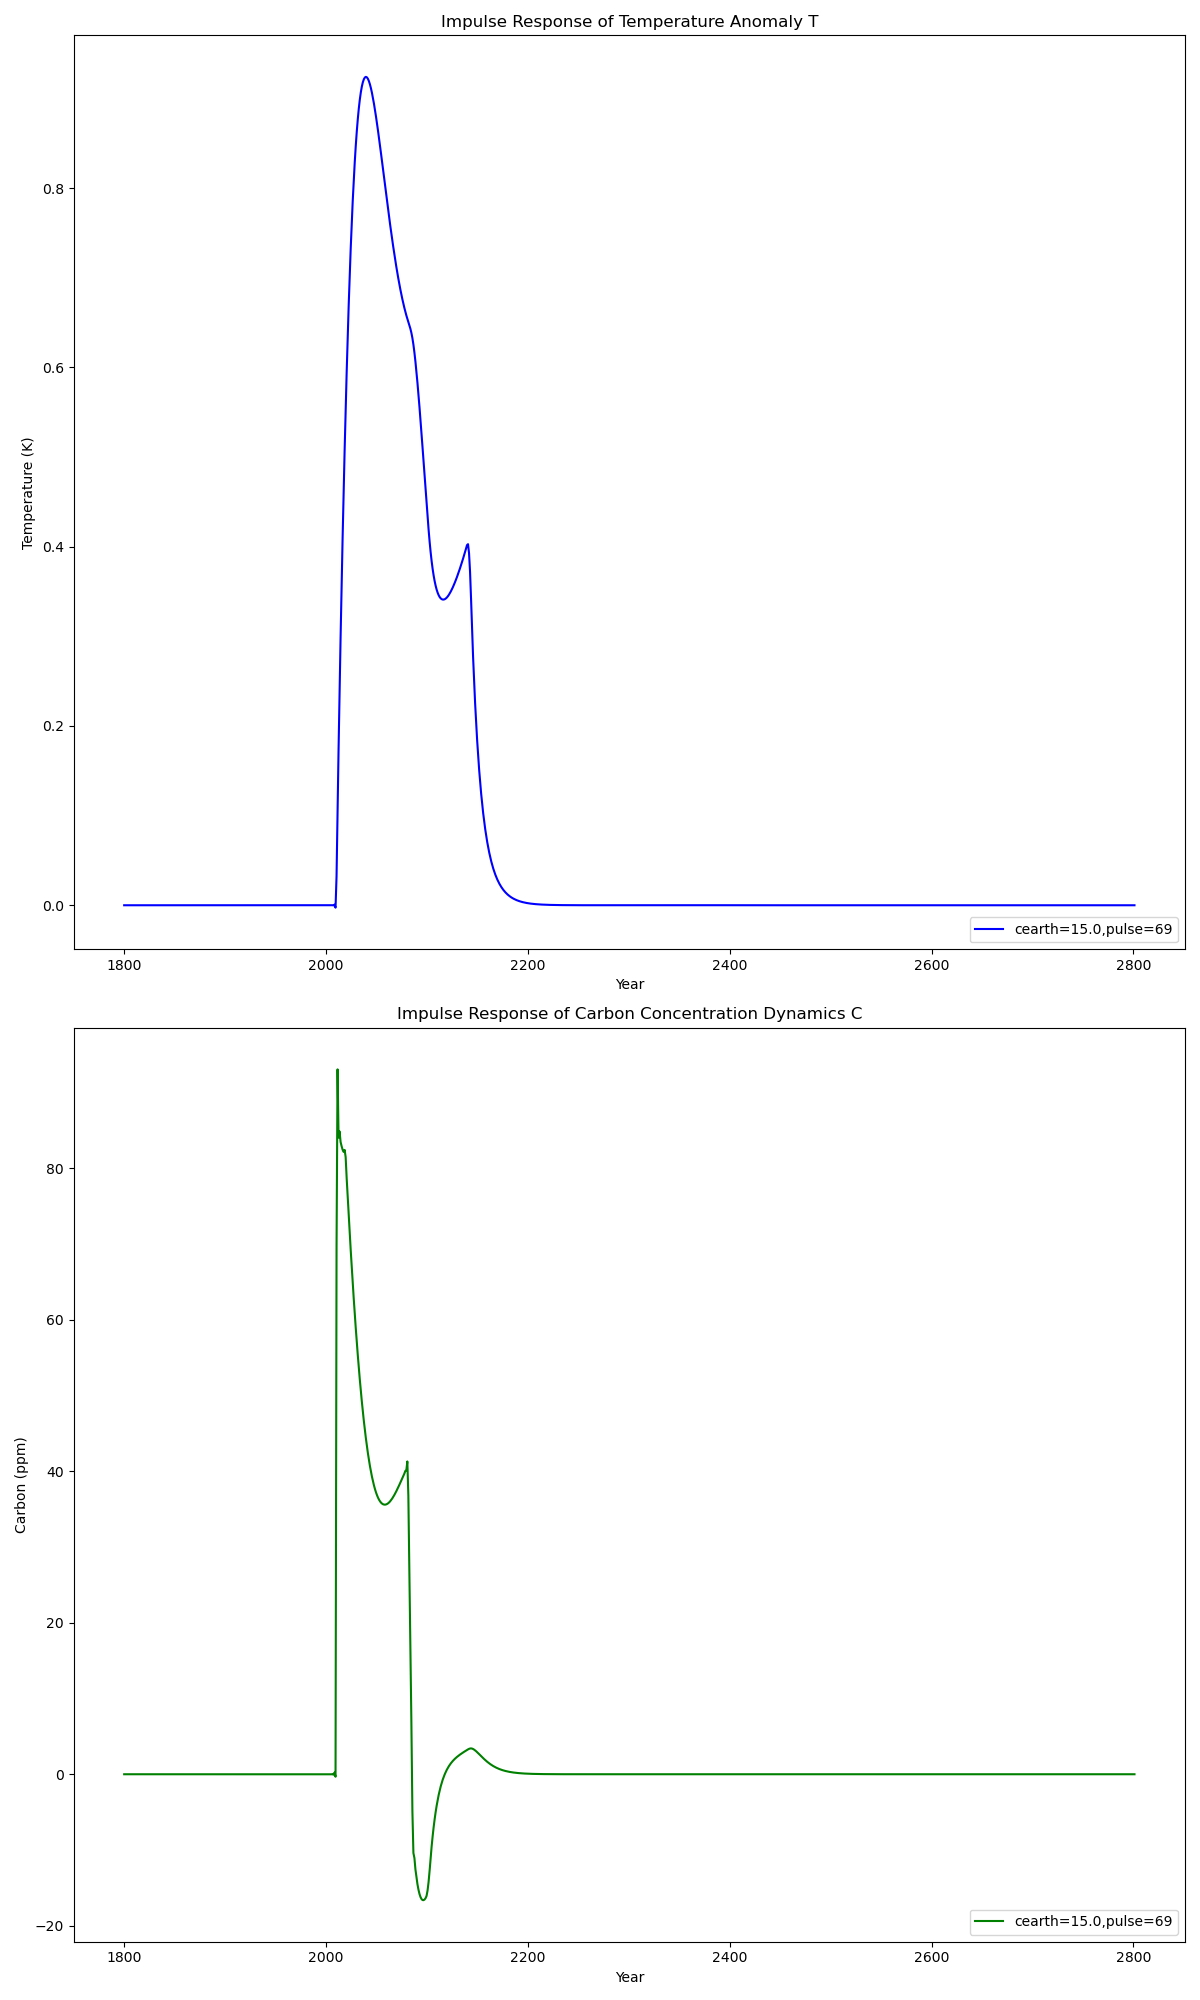 Impulse Response of Temperature Anomaly T
Temperature (K)
0.8
0.6
0.4
0.2
0.0
cearth=15.0,pulse=69
1800 2000 2200 2400 2600 2800
Year
Impulse Response of Carbon Concentration Dynamics C
Carbon (ppm)
80
60
40
20
0
−20
cearth=15.0,pulse=69
1800 2000 2200 2400 2600 2800
Year